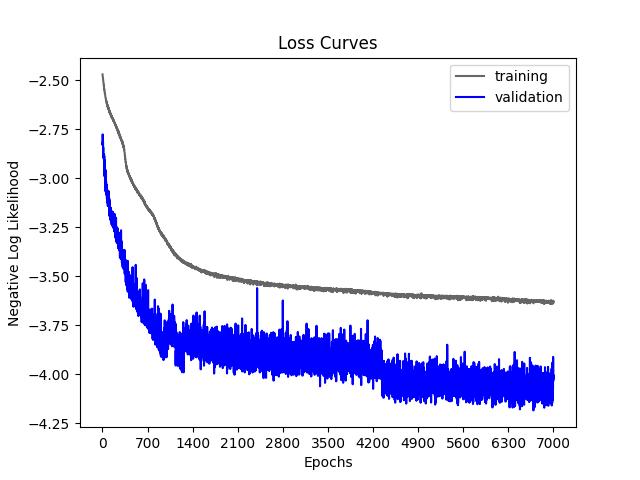 Loss Curves
training
validation
Negative Log Likelihood
−2.50
−2.75
−3.00
−3.25
−3.50
−3.75
−4.00
−4.25
0 700 1400 2100 2800 3500 4200 4900 5600 6300 7000
Epochs